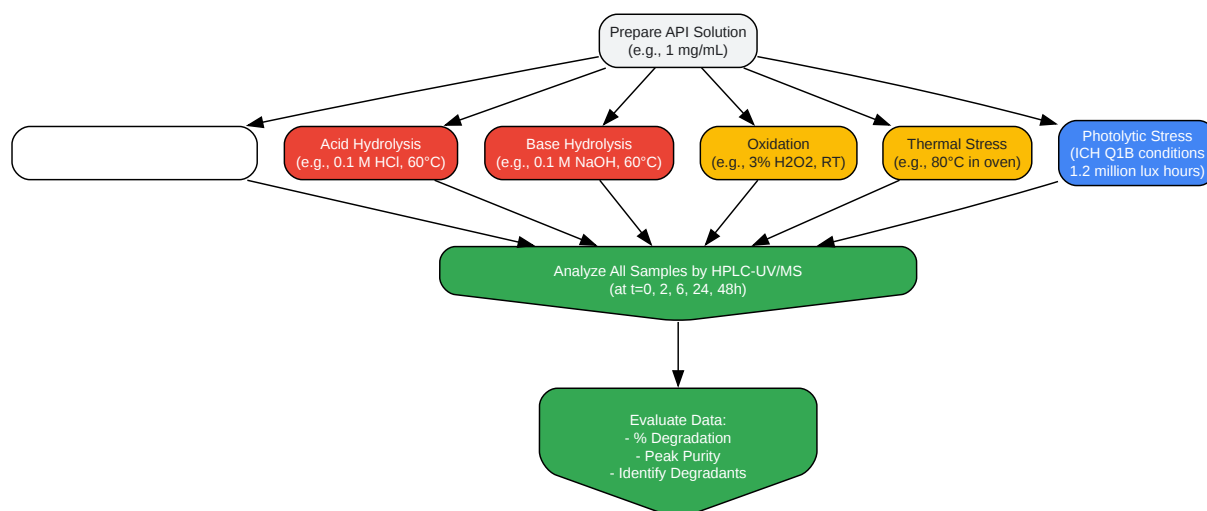 Prepare API Solution
(e.g., 1 mg/mL)
Acid Hydrolysis
(e.g., 0.1 M HCl, 60°C)
Base Hydrolysis
(e.g., 0.1 M NaOH, 60°C)
Oxidation
(e.g., 3% H2O2, RT)
Thermal Stress
(e.g., 80°C in oven)
Photolytic Stress
(ICH Q1B conditions
1.2 million lux hours)
Analyze All Samples by HPLC-UV/MS
(at t=0, 2, 6, 24, 48h)
Evaluate Data:
- % Degradation
- Peak Purity
- Identify Degradants